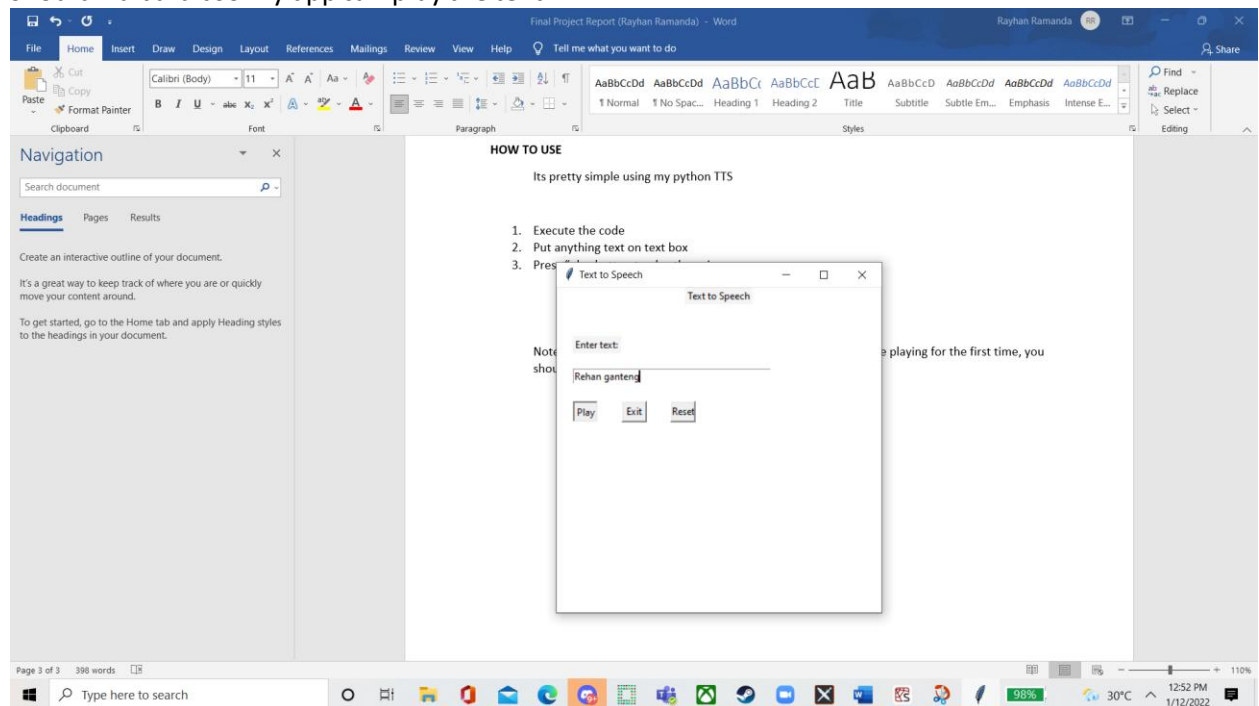 Final Project Report (Rayhan Ramanda) - Word
Rayhan Ramanda
RR
File Home Insert Draw Design Layout References Mailings Review View Help Tell me what you want to do
Share
Paste
Cut
Copy
Format Painter
Clipboard
Calibri (Body) 11
Font
Paragraph
AaBbCcDd AaBbCcDd AaBbCc AaBbCcE AaB AaBbCcD AaBbCcDd AaBbCcDd AaBbCcDd
¶ Normal ¶ No Spac... Heading 1 Heading 2 Title Subtitle Subtle Em... Emphasis Intense E...
Styles
Find
Replace
Select
Editing
Navigation
Search document
Headings Pages Results
Create an interactive outline of your document.
It's a great way to keep track of where you are or quickly
move your content around.
To get started, go to the Home tab and apply Heading styles
to the headings in your document.
HOW TO USE
Its pretty simple using my python TTS
1. Execute the code
2. Put anything text on text box
3. Pres
Note
e playing for the first time, you
shou
Text to Speech
Text to Speech
Enter text:
Rehan ganteng
Play Exit Reset
Page 3 of 3 398 words
110%
Type here to search
98%
30°C
12:52 PM
1/12/2022